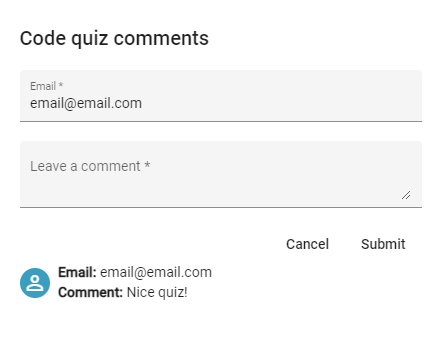 Code quiz comments
Email *
email@email.com
Leave a comment *
Cancel Submit
Email: email@email.com
Comment: Nice quiz!